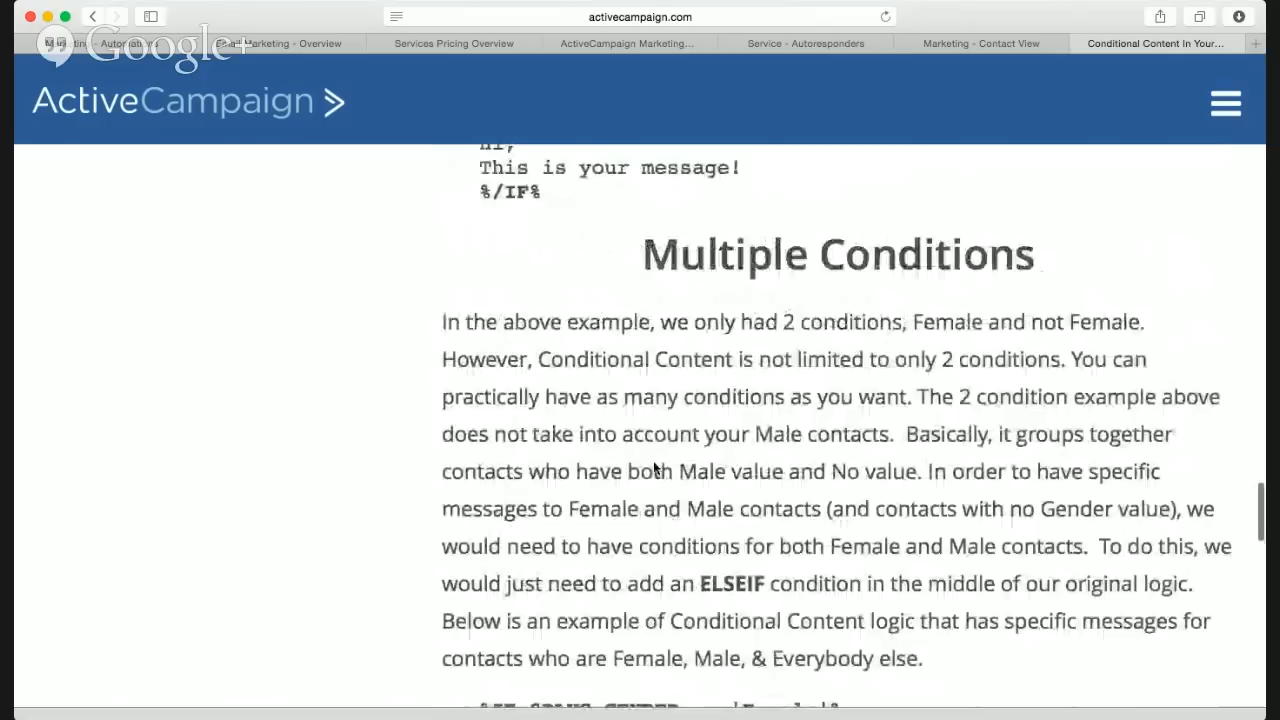 activecampaign.com
Google+
Marketing - Automations
Email Marketing - Overview
Services Pricing Overview
ActiveCampaign Marketing...
Service - Autoresponders
Marketing - Contact View
Conditional Content In Your...
ActiveCampaign >
Hi,
This is your message!
%/IF%
Multiple Conditions
In the above example, we only had 2 conditions, Female and not Female.
However, Conditional Content is not limited to only 2 conditions. You can
practically have as many conditions as you want. The 2 condition example above
does not take into account your Male contacts. Basically, it groups together
contacts who have both Male value and No value. In order to have specific
messages to Female and Male contacts (and contacts with no Gender value), we
would need to have conditions for both Female and Male contacts. To do this, we
would just need to add an ELSEIF condition in the middle of our original logic.
Below is an example of Conditional Content logic that has specific messages for
contacts who are Female, Male, & Everybody else.